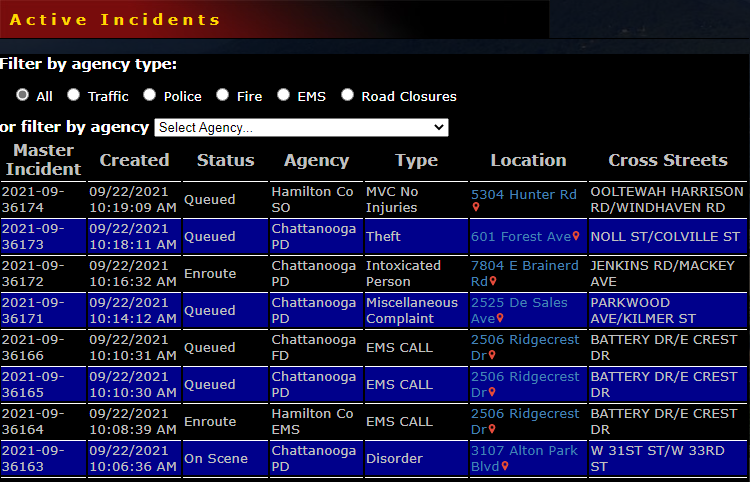 Active Incidents
Filter by agency type:
All Traffic Police Fire EMS Road Closures
or filter by agency Select Agency...
Master Incident Created Status Agency Type Location Cross Streets
2021-09-36174 09/22/2021 10:19:09 AM Queued Hamilton Co SO MVC No Injuries 5304 Hunter Rd OOLTEWAH HARRISON RD/WINDHAVEN RD
2021-09-36173 09/22/2021 10:18:11 AM Queued Chattanooga PD Theft 601 Forest Ave NOLL ST/COLVILLE ST
2021-09-36172 09/22/2021 10:16:32 AM Enroute Chattanooga PD Intoxicated Person 7804 E Brainerd Rd JENKINS RD/MACKEY AVE
2021-09-36171 09/22/2021 10:14:12 AM Queued Chattanooga PD Miscellaneous Complaint 2525 De Sales Ave PARKWOOD AVE/KILMER ST
2021-09-36166 09/22/2021 10:10:31 AM Queued Chattanooga FD EMS CALL 2506 Ridgecrest Dr BATTERY DR/E CREST DR
2021-09-36165 09/22/2021 10:10:30 AM Queued Chattanooga PD EMS CALL 2506 Ridgecrest Dr BATTERY DR/E CREST DR
2021-09-36164 09/22/2021 10:08:39 AM Enroute Hamilton Co EMS EMS CALL 2506 Ridgecrest Dr BATTERY DR/E CREST DR
2021-09-36163 09/22/2021 10:06:36 AM On Scene Chattanooga PD Disorder 3107 Alton Park Blvd W 31ST ST/W 33RD ST